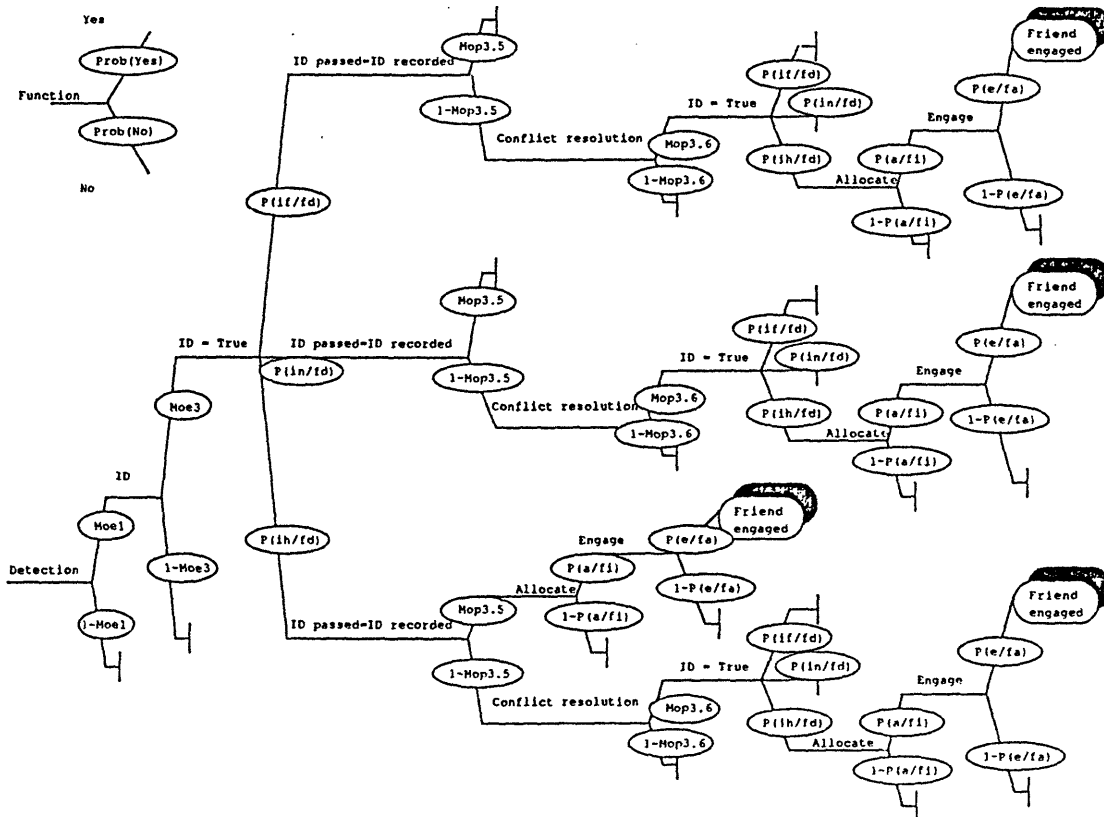 Yes
Prob(Yes)
Function
Prob(No)
No
Detection
Moe1
1-Moe1
ID
Moe3
1-Moe3
ID = True
P(if/fd)
P(in/fd)
P(ih/fd)
ID passed=ID recorded
Mop3.5
1-Mop3.5
Conflict resolution
Mop3.6
1-Mop3.6
ID = True
P(if/fd)
P(in/fd)
P(ih/fd)
Allocate
P(a/fi)
1-P(a/fi)
Engage
P(e/fa)
1-P(e/fa)
Friend
engaged
ID passed=ID recorded
Mop3.5
1-Mop3.5
Conflict resolution
Mop3.6
1-Mop3.6
ID = True
P(if/fd)
P(in/fd)
P(ih/fd)
Allocate
P(a/fi)
1-P(a/fi)
Engage
P(e/fa)
1-P(e/fa)
Friend
engaged
ID passed=ID recorded
Mop3.5
1-Mop3.5
Allocate
P(a/fi)
1-P(a/fi)
Engage
P(e/fa)
1-P(e/fa)
Friend
engaged
Conflict resolution
Mop3.6
1-Mop3.6
ID = True
P(if/fd)
P(in/fd)
P(ih/fd)
Allocate
P(a/fi)
1-P(a/fi)
Engage
P(e/fa)
1-P(e/fa)
Friend
engaged